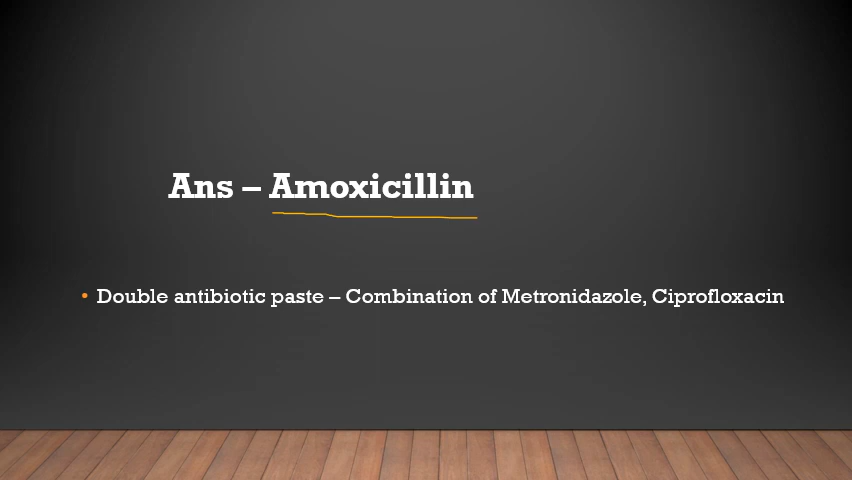 Ans – Amoxicillin
• Double antibiotic paste – Combination of Metronidazole, Ciprofloxacin